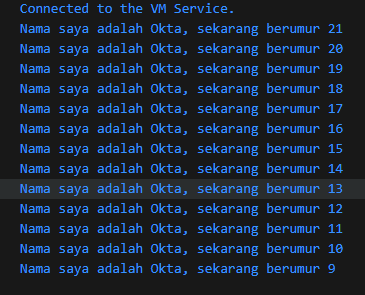 Connected to the VM Service.
Nama saya adalah Okta, sekarang berumur 21
Nama saya adalah Okta, sekarang berumur 20
Nama saya adalah Okta, sekarang berumur 19
Nama saya adalah Okta, sekarang berumur 18
Nama saya adalah Okta, sekarang berumur 17
Nama saya adalah Okta, sekarang berumur 16
Nama saya adalah Okta, sekarang berumur 15
Nama saya adalah Okta, sekarang berumur 14
Nama saya adalah Okta, sekarang berumur 13
Nama saya adalah Okta, sekarang berumur 12
Nama saya adalah Okta, sekarang berumur 11
Nama saya adalah Okta, sekarang berumur 10
Nama saya adalah Okta, sekarang berumur 9